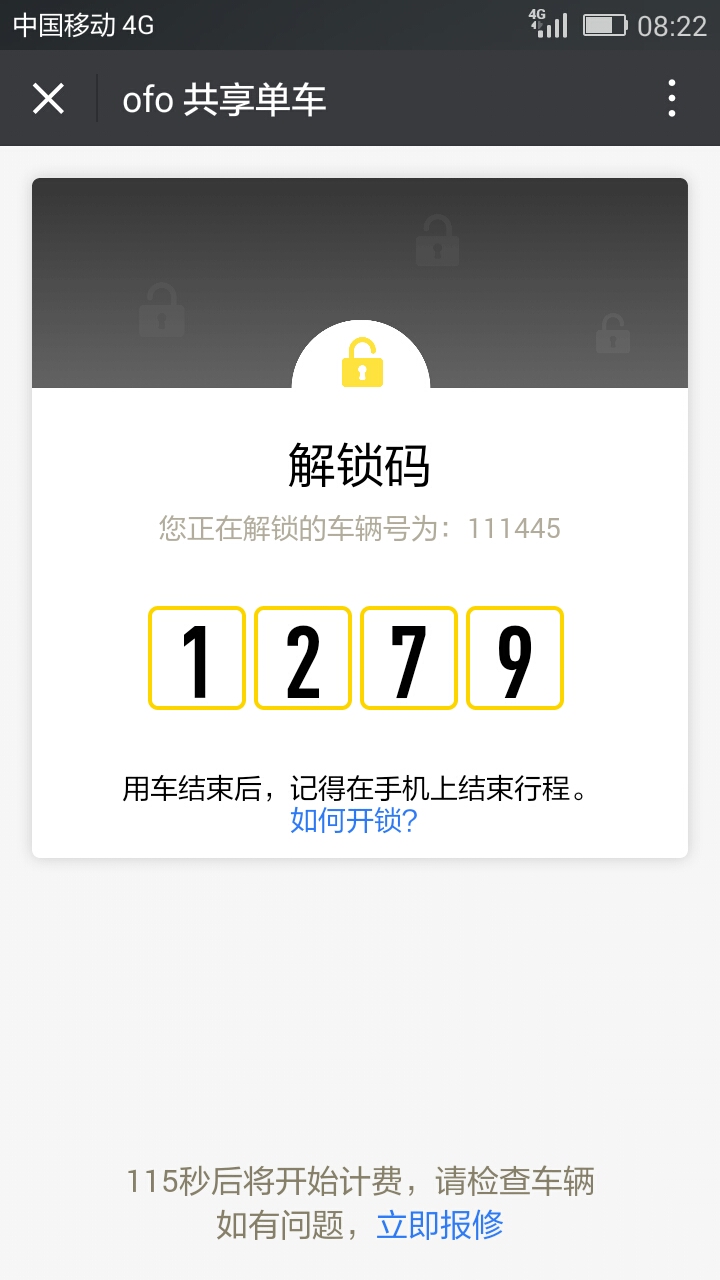 中国移动 4G
4G
08:22
ofo 共享单车
解锁码
您正在解锁的车辆号为：111445
1 2 7 9
用车结束后，记得在手机上结束行程。
如何开锁?
115秒后将开始计费，请检查车辆
如有问题，立即报修